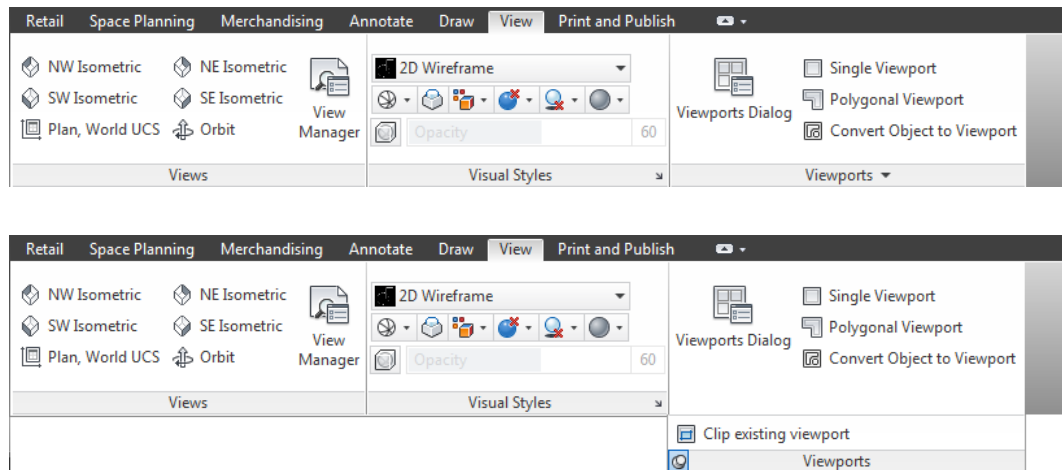 Retail Space Planning Merchandising Annotate Draw View Print and Publish
NW Isometric NE Isometric 2D Wireframe Single Viewport
SW Isometric SE Isometric View Viewports Dialog Polygonal Viewport
Plan, World UCS Orbit Manager Opacity 60 Convert Object to Viewport
Views Visual Styles Viewports
Retail Space Planning Merchandising Annotate Draw View Print and Publish
NW Isometric NE Isometric 2D Wireframe Single Viewport
SW Isometric SE Isometric View Viewports Dialog Polygonal Viewport
Plan, World UCS Orbit Manager Opacity 60 Convert Object to Viewport
Views Visual Styles
Clip existing viewport
Viewports